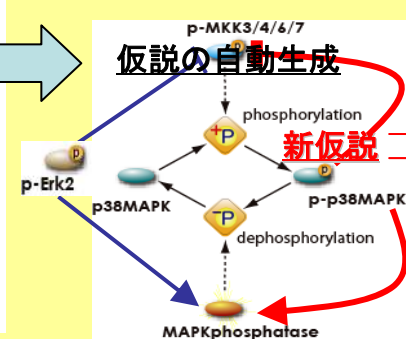 p-MKK3/4/6/7
p
仮説の自動生成
phosphorylation
+P
新仮説
p
p-Erk2
p38MAPK
p
p-p38MAPK
-P
dephosphorylation
MAPKphosphatase